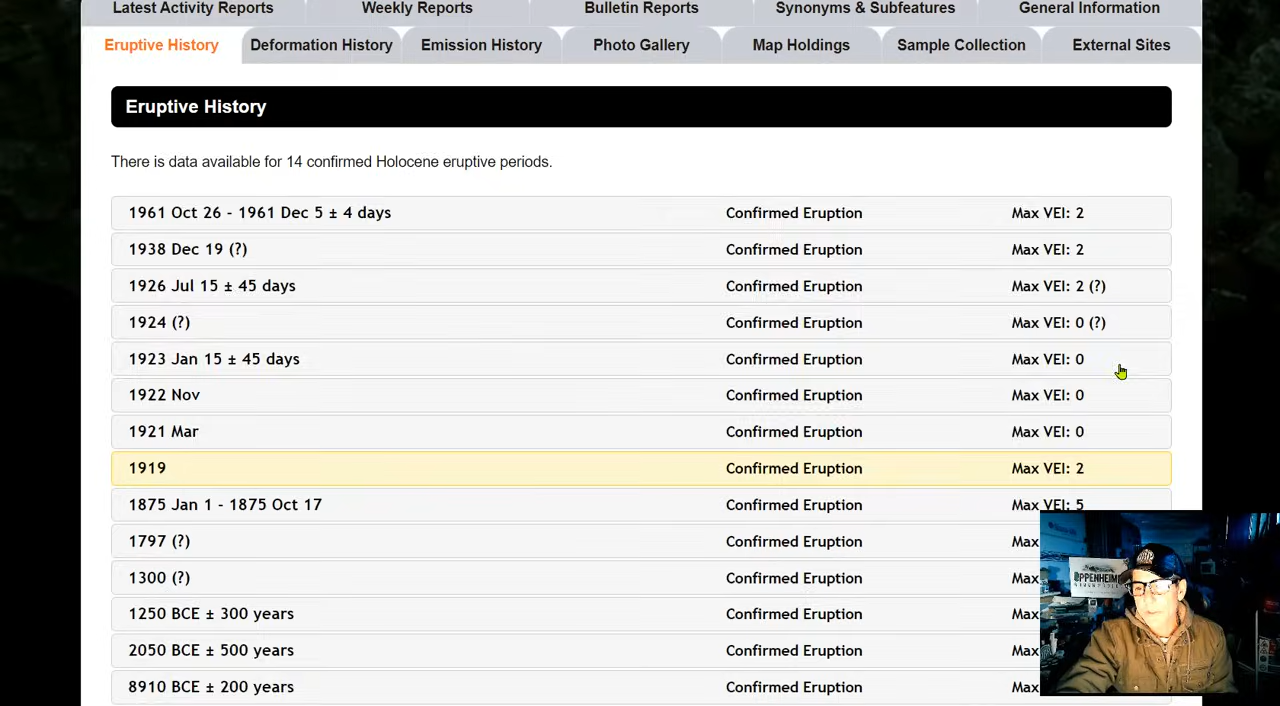 Latest Activity Reports Weekly Reports Bulletin Reports Synonyms & Subfeatures General Information
Eruptive History Deformation History Emission History Photo Gallery Map Holdings Sample Collection External Sites
Eruptive History
There is data available for 14 confirmed Holocene eruptive periods.
1961 Oct 26 - 1961 Dec 5 ± 4 days Confirmed Eruption Max VEI: 2
1938 Dec 19 (?) Confirmed Eruption Max VEI: 2
1926 Jul 15 ± 45 days Confirmed Eruption Max VEI: 2 (?)
1924 (?) Confirmed Eruption Max VEI: 0 (?)
1923 Jan 15 ± 45 days Confirmed Eruption Max VEI: 0
1922 Nov Confirmed Eruption Max VEI: 0
1921 Mar Confirmed Eruption Max VEI: 0
1919 Confirmed Eruption Max VEI: 2
1875 Jan 1 - 1875 Oct 17 Confirmed Eruption Max VEI: 5
1797 (?) Confirmed Eruption Max
1300 (?) Confirmed Eruption Max
1250 BCE ± 300 years Confirmed Eruption Max
2050 BCE ± 500 years Confirmed Eruption Max
8910 BCE ± 200 years Confirmed Eruption Max